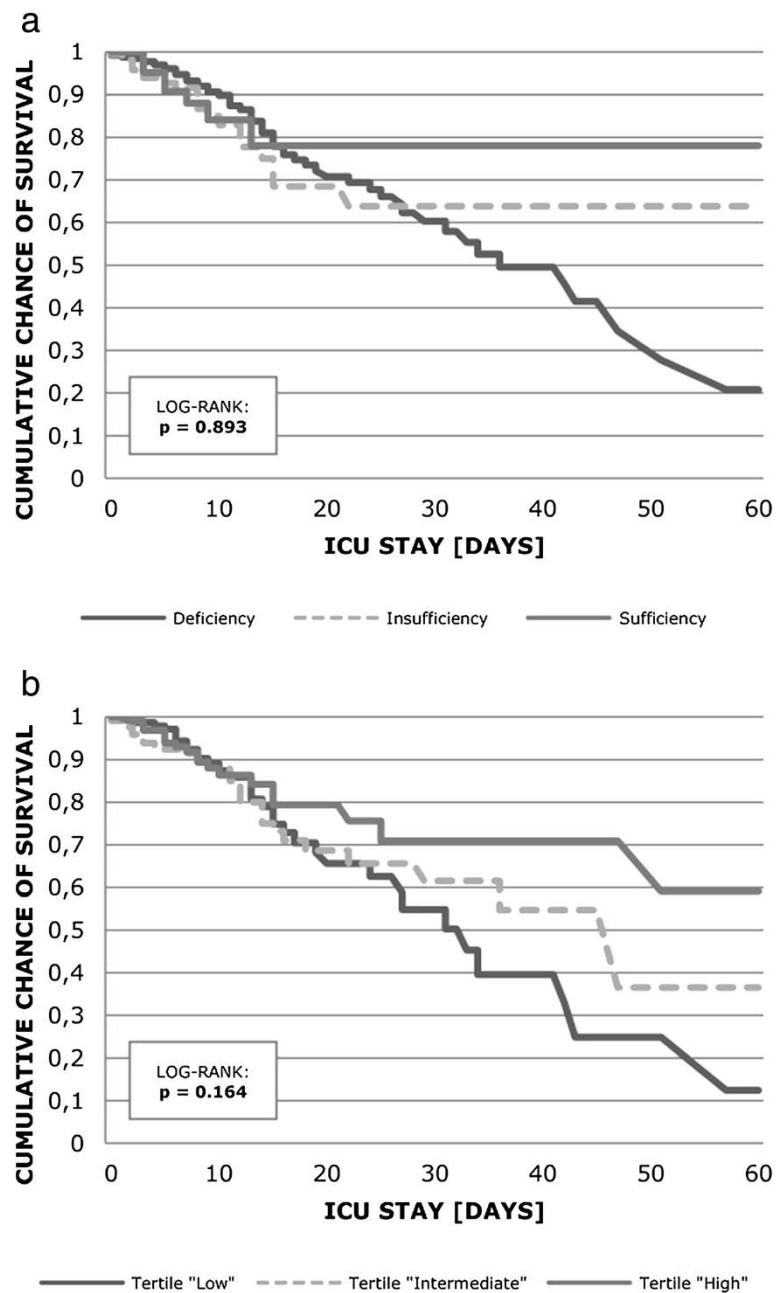 a
CUMULATIVE CHANCE OF SURVIVAL
1
0,9
0,8
0,7
0,6
0,5
0,4
0,3
0,2
0,1
0
LOG-RANK:
p = 0.893
0 10 20 30 40 50 60
ICU STAY [DAYS]
Deficiency Insufficiency Sufficiency
b
CUMULATIVE CHANCE OF SURVIVAL
1
0,9
0,8
0,7
0,6
0,5
0,4
0,3
0,2
0,1
0
LOG-RANK:
p = 0.164
0 10 20 30 40 50 60
ICU STAY [DAYS]
Tertile "Low" Tertile "Intermediate" Tertile "High"